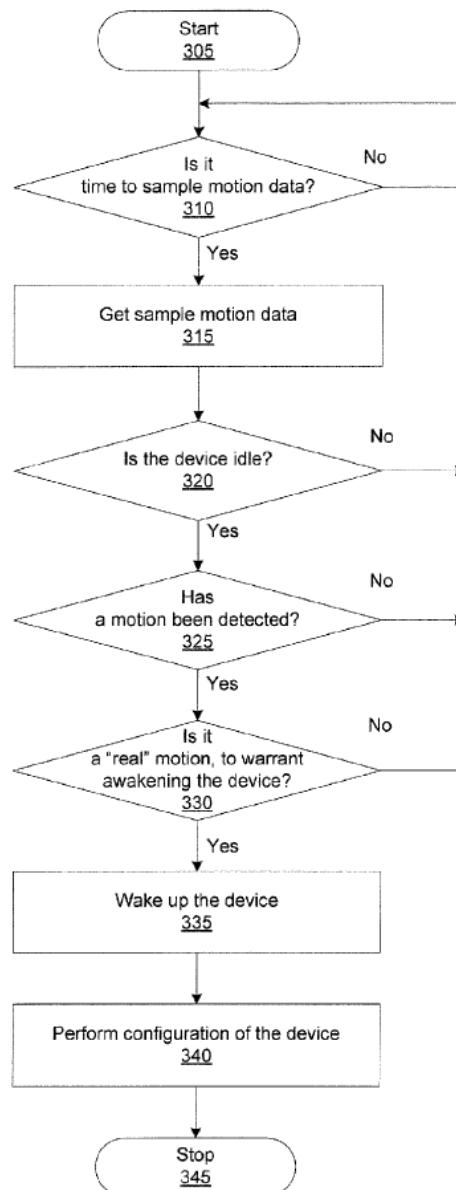 Start
305
Is it
No
time to sample motion data?
310
Yes
Get sample motion data
315
No
Is the device idle?
320
Yes
No
Has
a motion been detected?
325
Yes
No
Is it
a "real" motion, to warrant
awakening the device?
330
Yes
Wake up the device
335
Perform configuration of the device
340
Stop
345